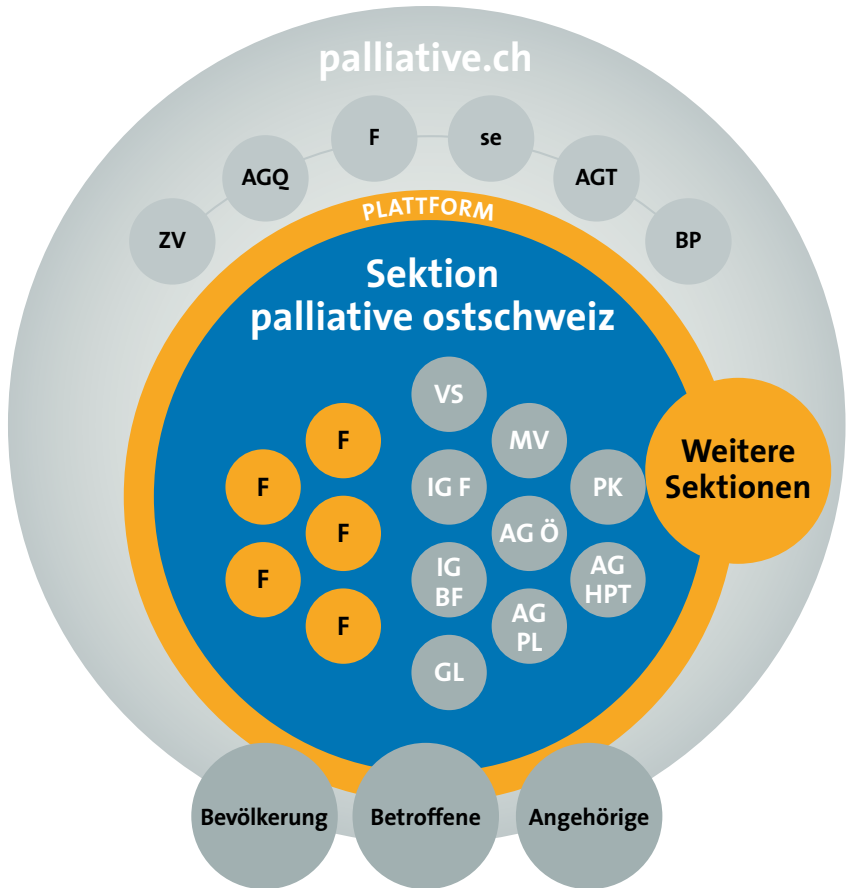 palliative.ch
F
se
AGQ
AGT
ZV
BP
PLATTFORM
Sektion
palliative ostschweiz
VS
F
MV
F
IG F
PK
Weitere
Sektionen
F
AG Ö
F
IG
BF
AG
HPT
F
AG
PL
GL
Bevölkerung
Betroffene
Angehörige